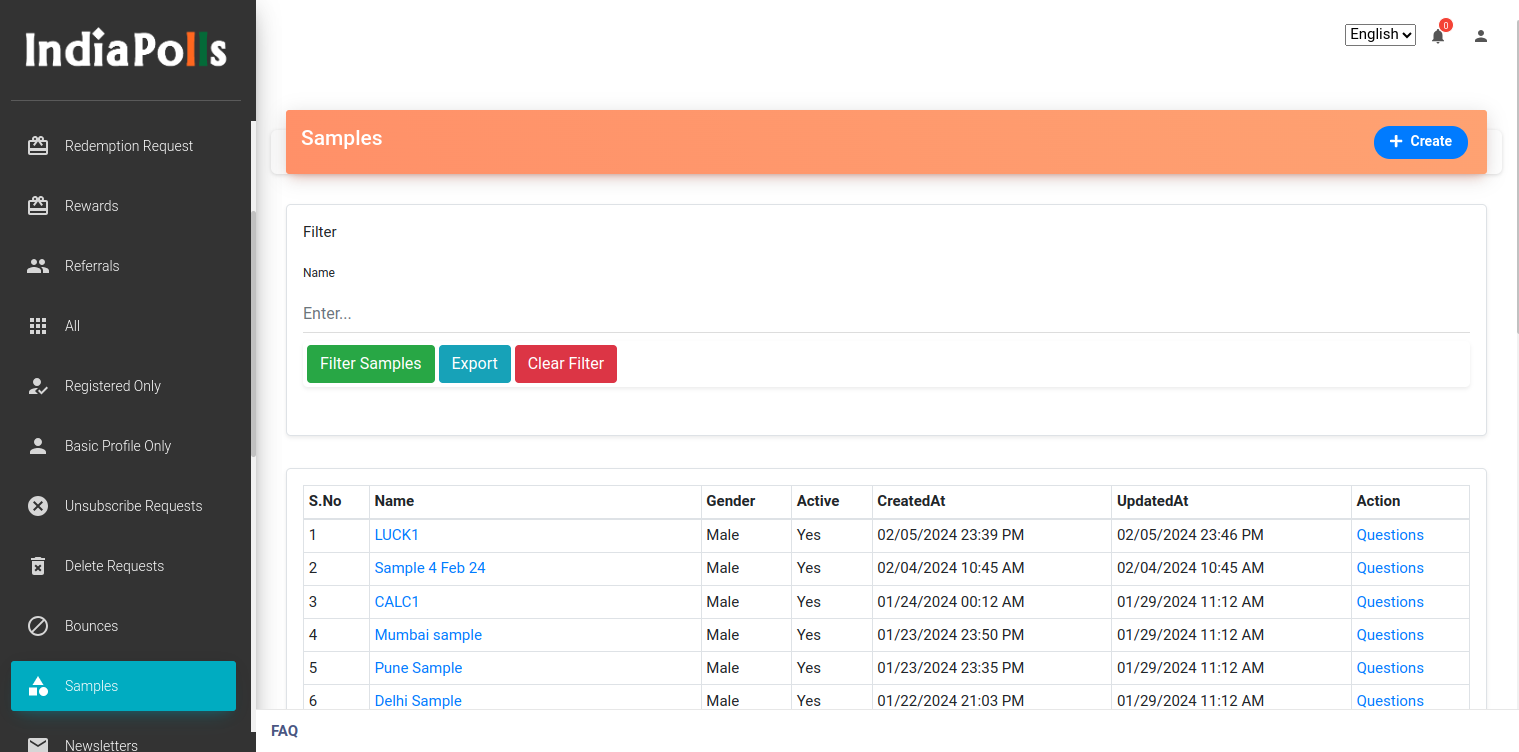 IndiaPolls
English
0
Redemption Request
Rewards
Referrals
All
Registered Only
Basic Profile Only
Unsubscribe Requests
Delete Requests
Bounces
Samples
Newsletters
Samples
Create
Filter
Name
Enter...
Filter Samples Export Clear Filter
S.No Name Gender Active CreatedAt UpdatedAt Action
1 LUCK1 Male Yes 02/05/2024 23:39 PM 02/05/2024 23:46 PM Questions
2 Sample 4 Feb 24 Male Yes 02/04/2024 10:45 AM 02/04/2024 10:45 AM Questions
3 CALC1 Male Yes 01/24/2024 00:12 AM 01/29/2024 11:12 AM Questions
4 Mumbai sample Male Yes 01/23/2024 23:50 PM 01/29/2024 11:12 AM Questions
5 Pune Sample Male Yes 01/23/2024 23:35 PM 01/29/2024 11:12 AM Questions
6 Delhi Sample Male Yes 01/22/2024 21:03 PM 01/29/2024 11:12 AM Questions
FAQ